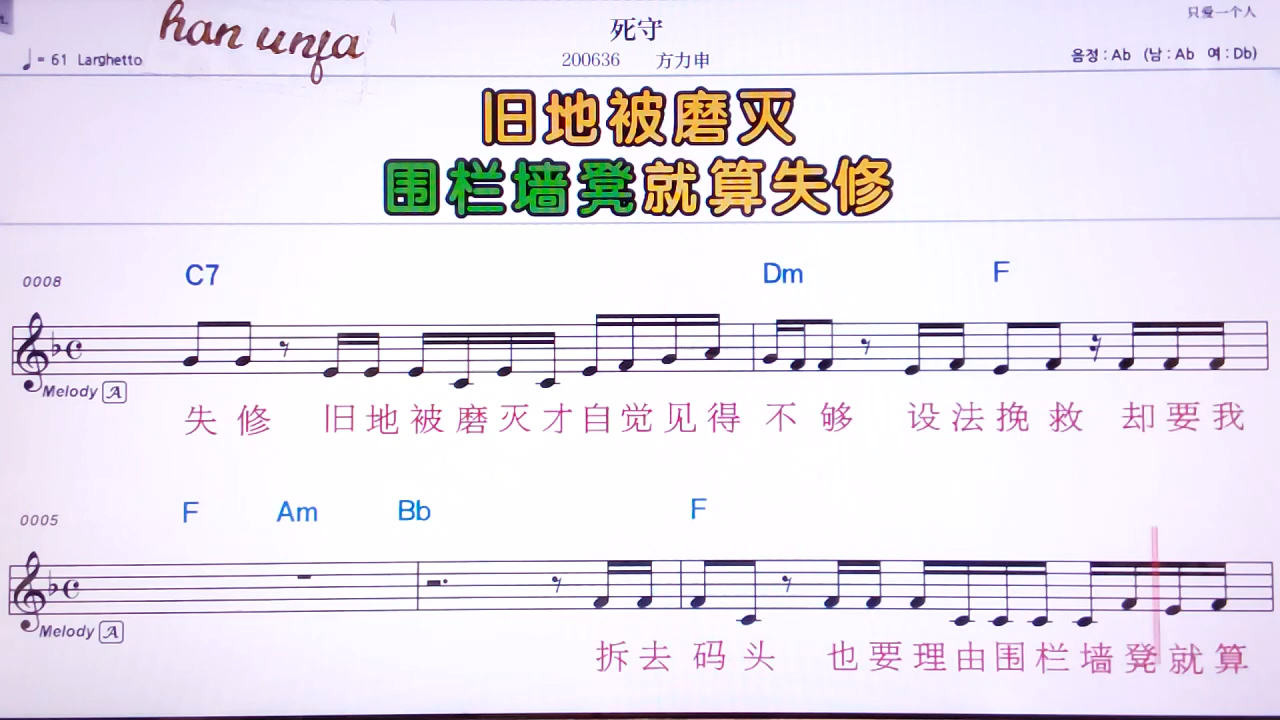 han unja
死守
只爱一个人
♩= 61 Larghetto
200636 方力申
음정 : Ab (남 : Ab 여 : Db)
旧地被磨灭
围栏墙凳就算失修
0008
C7 Dm F
Melody A
失修 旧地被磨灭才自觉见得不够 设法挽救 却要我
0005
F Am Bb F
Melody A
拆去码头 也要理由围栏墙凳就算